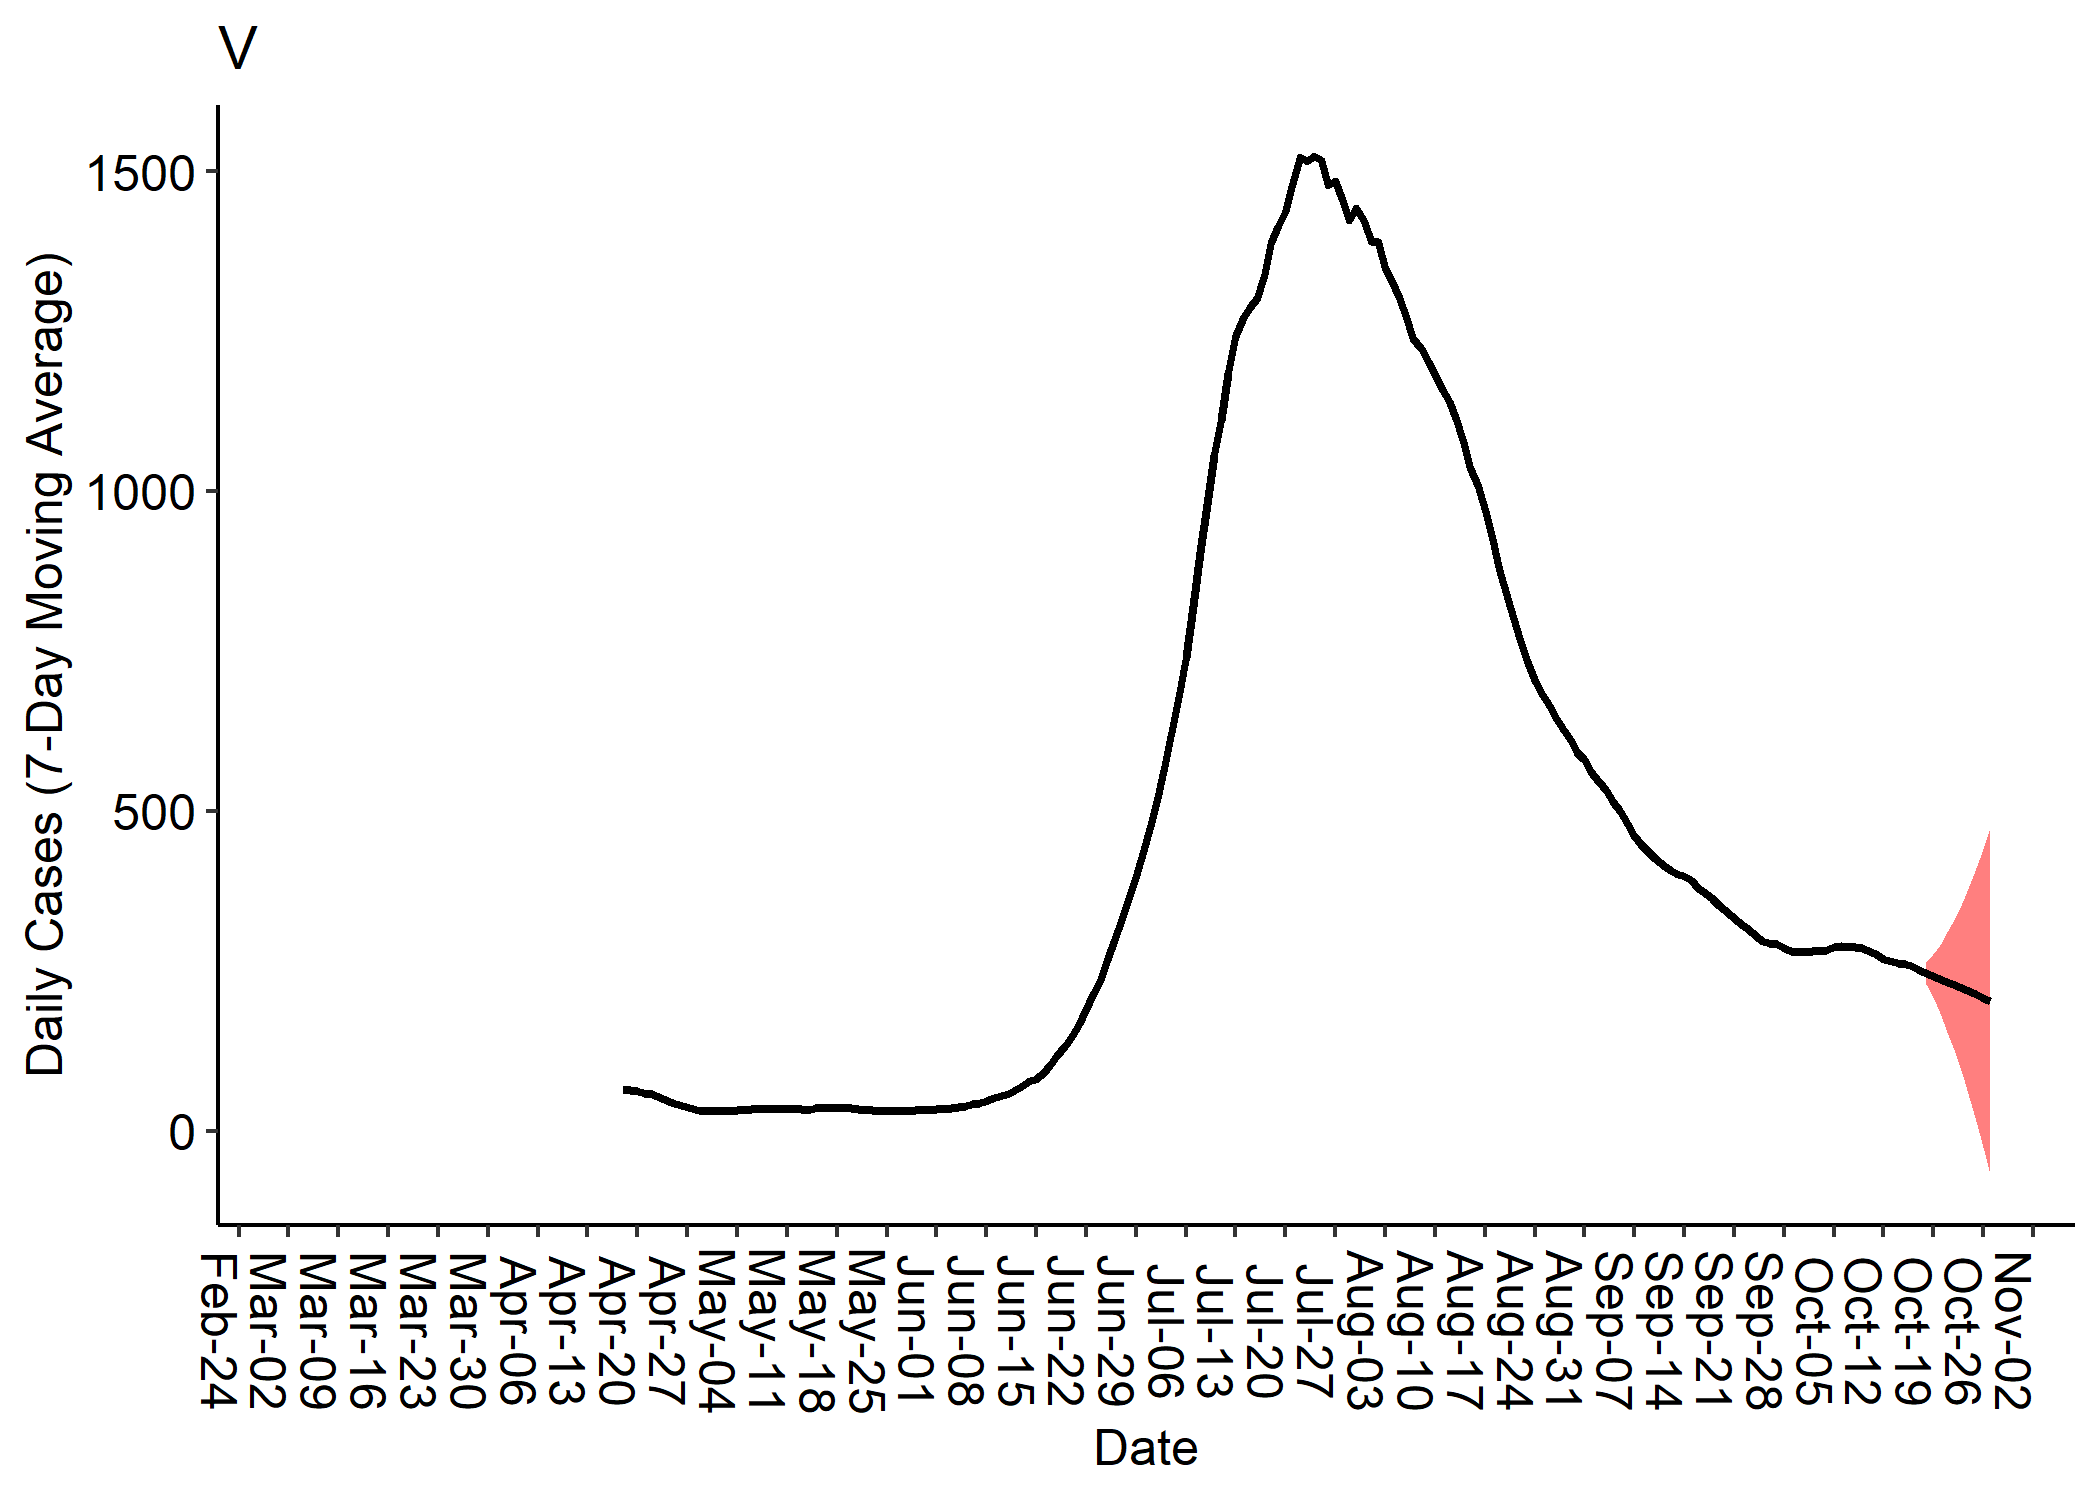 V
Daily Cases (7-Day Moving Average)
1500
1000
500
0
Feb-24
Mar-02
Mar-09
Mar-16
Mar-23
Mar-30
Apr-06
Apr-13
Apr-20
Apr-27
May-04
May-11
May-18
May-25
Jun-01
Jun-08
Jun-15
Jun-22
Jun-29
Jul-06
Jul-13
Jul-20
Jul-27
Aug-03
Aug-10
Aug-17
Aug-24
Aug-31
Sep-07
Sep-14
Sep-21
Sep-28
Oct-05
Oct-12
Oct-19
Oct-26
Nov-02
Date